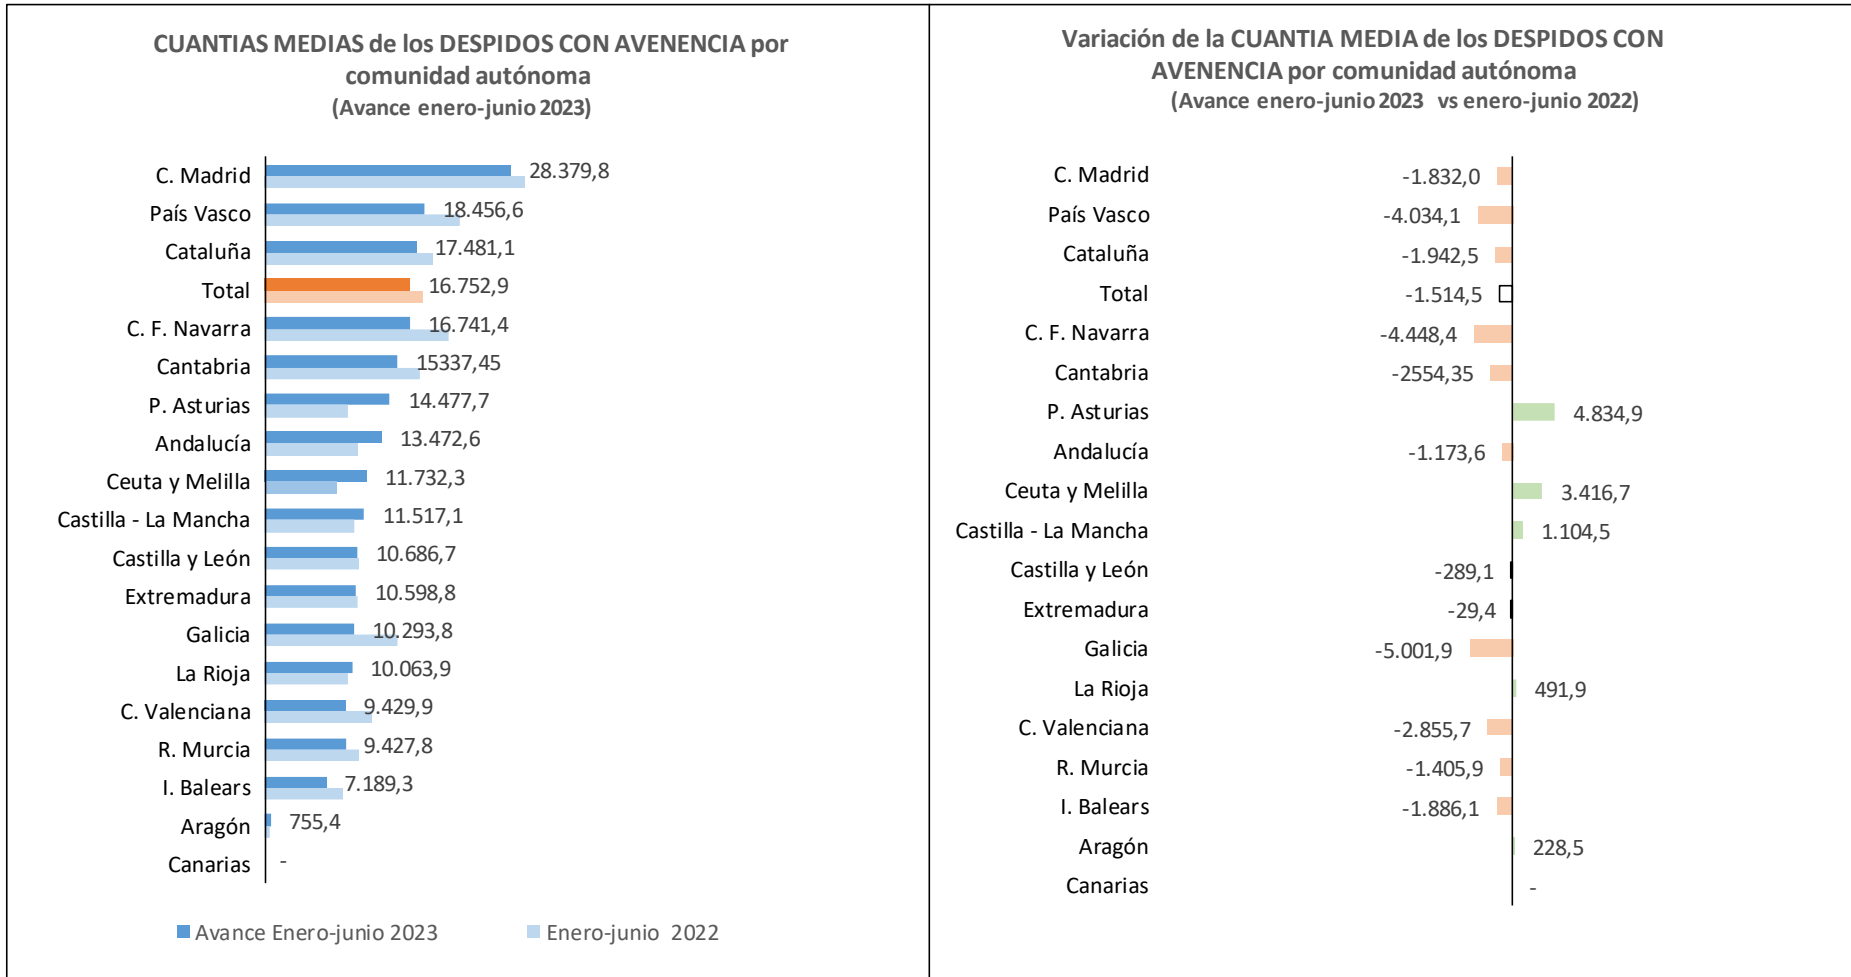 CUANTIAS MEDIAS de los DESPIDOS CON AVENENCIA por
comunidad autónoma
(Avance enero-junio 2023)
C. Madrid 28.379,8
País Vasco 18.456,6
Cataluña 17.481,1
Total 16.752,9
C. F. Navarra 16.741,4
Cantabria 15337,45
P. Asturias 14.477,7
Andalucía 13.472,6
Ceuta y Melilla 11.732,3
Castilla - La Mancha 11.517,1
Castilla y León 10.686,7
Extremadura 10.598,8
Galicia 10.293,8
La Rioja 10.063,9
C. Valenciana 9.429,9
R. Murcia 9.427,8
I. Balears 7.189,3
Aragón 755,4
Canarias -
Avance Enero-junio 2023 Enero-junio 2022
Variación de la CUANTIA MEDIA de los DESPIDOS CON
AVENENCIA por comunidad autónoma
(Avance enero-junio 2023 vs enero-junio 2022)
C. Madrid -1.832,0
País Vasco -4.034,1
Cataluña -1.942,5
Total -1.514,5
C. F. Navarra -4.448,4
Cantabria -2554,35
P. Asturias 4.834,9
Andalucía -1.173,6
Ceuta y Melilla 3.416,7
Castilla - La Mancha 1.104,5
Castilla y León -289,1
Extremadura -29,4
Galicia -5.001,9
La Rioja 491,9
C. Valenciana -2.855,7
R. Murcia -1.405,9
I. Balears -1.886,1
Aragón 228,5
Canarias -